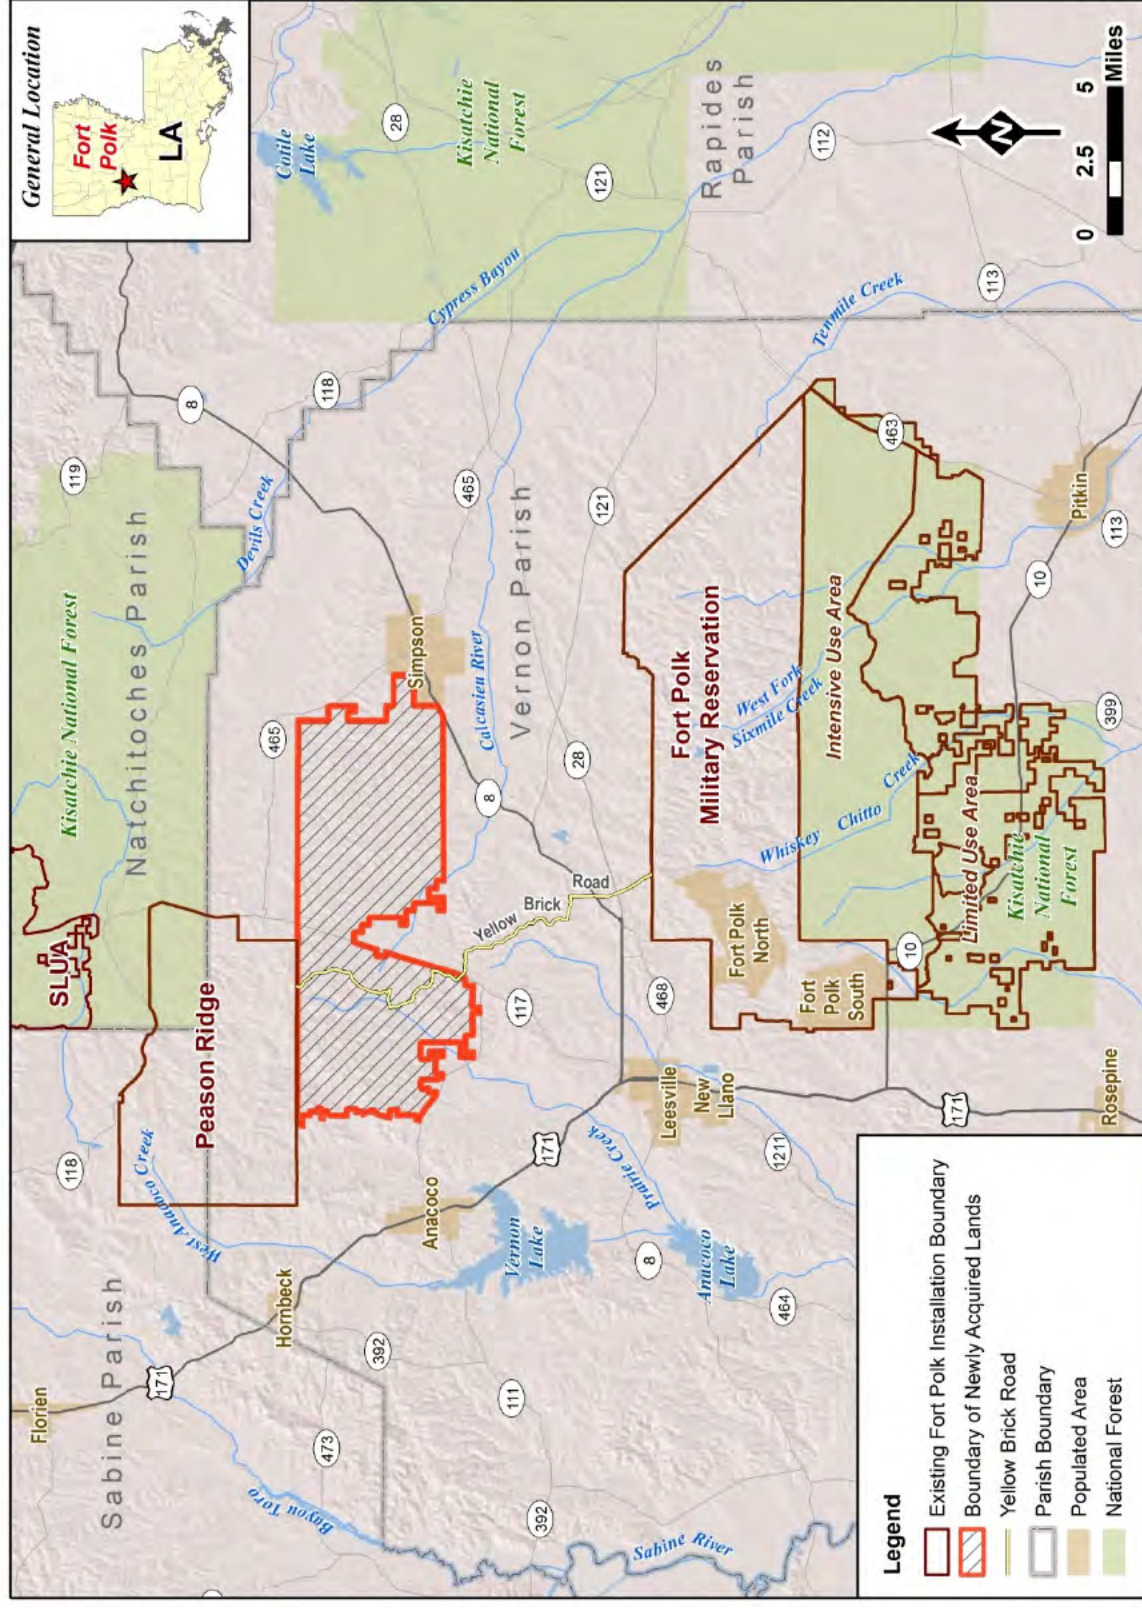 General Location
Fort
Polk
LA
Florien
Sabine Parish
171
118
SLUA
Kisatchie National Forest
119
Natchitoches Parish
8
Cotile
Lake
28
Kisatchie
National
Forest
West Anacoco Creek
Peason Ridge
Devils Creek
118
Hornbeck
465
Cypress Bayou
121
Bayou Toro
473
392
Anacoco
Simpson
465
Calcasieu River
Vernon Parish
111
392
Vernon
Lake
171
117
Yellow Brick Road
8
28
121
Rapides
Parish
112
Sabine River
Prairie Creek
8
Anacoco
Lake
464
1211
Leesville
New
Llano
468
Fort Polk
North
Fort Polk
Military Reservation
West Fork
Sixmile Creek
Whiskey Chitto Creek
Tenmile Creek
113
Fort
Polk
South
Intensive Use Area
463
10
Limited Use Area
Kisatchie
National
Forest
171
Rosepine
399
10
Pitkin
113
N
0 2.5 5
Miles
Legend
Existing Fort Polk Installation Boundary
Boundary of Newly Acquired Lands
Yellow Brick Road
Parish Boundary
Populated Area
National Forest